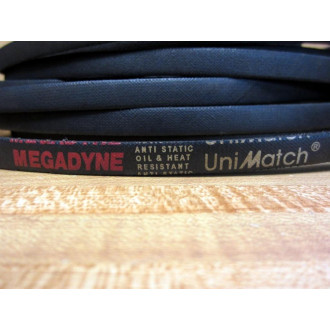 MEGADYNE
ANTI STATIC
OIL & HEAT
RESISTANT
UniMatch®